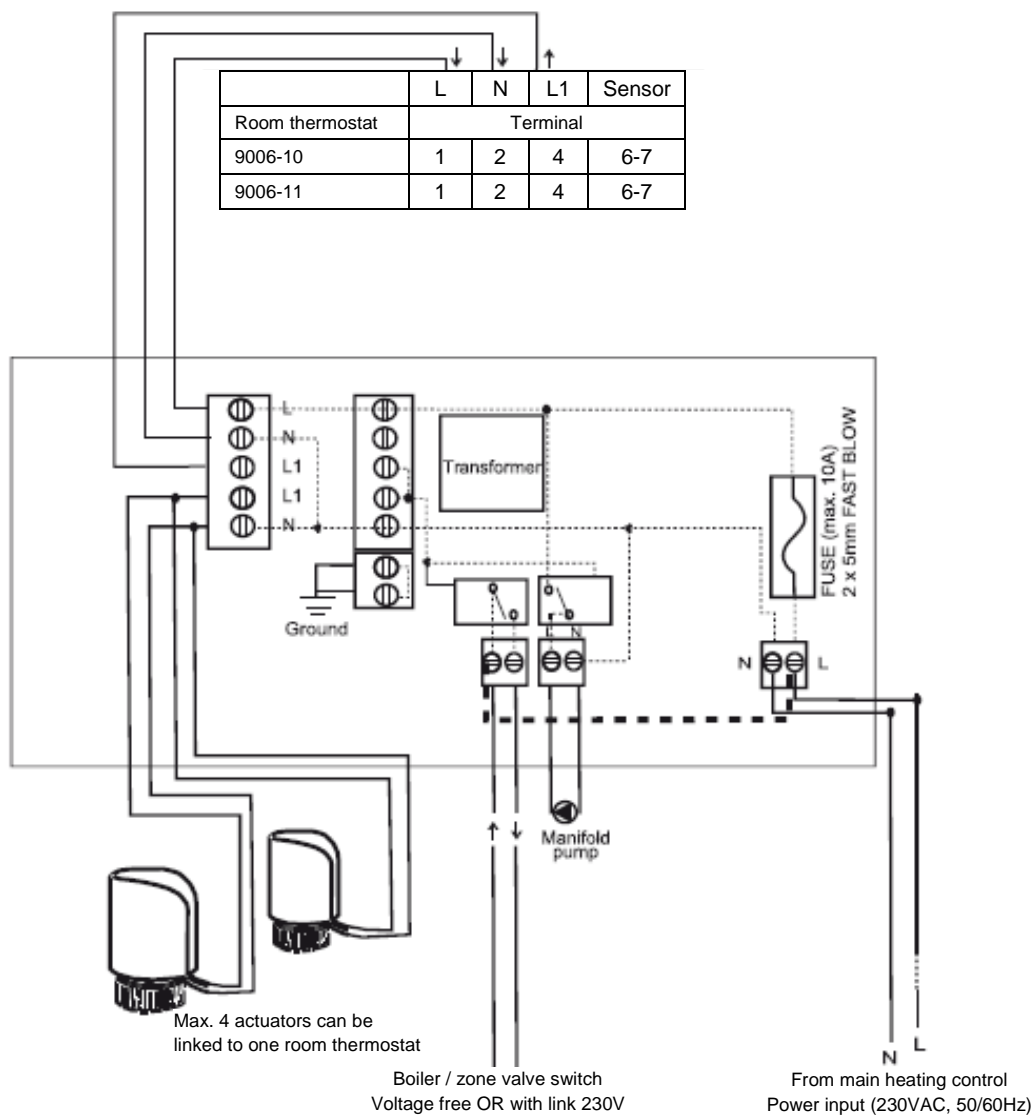 L N L1 Sensor
Room thermostat Terminal
9006-10 1 2 4 6-7
9006-11 1 2 4 6-7
L
N
L1
L1
N
Transformer
FUSE (max. 10A)
2 x 5mm FAST BLOW
Ground
L N
N L
Manifold
pump
Max. 4 actuators can be
linked to one room thermostat
N L
Boiler / zone valve switch
Voltage free OR with link 230V
From main heating control
Power input (230VAC, 50/60Hz)